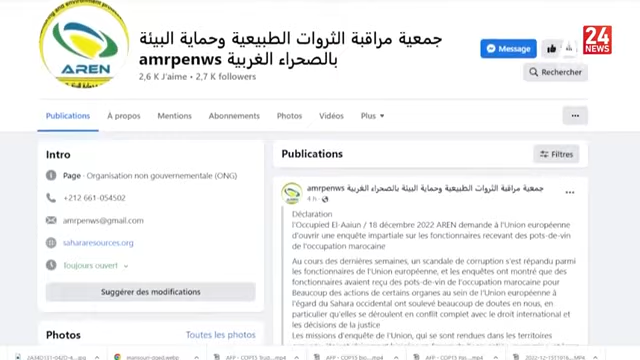 جمعية مراقبة الثروات الطبيعية وحماية البيئة
بالصحراء الغربية amrpenws
2,6 K J'aime • 2,7 K followers
AREN
Message
24
NEWS
Rechercher
Publications
À propos
Mentions
Abonnements
Photos
Vidéos
Plus
Intro
Page · Organisation non gouvernementale (ONG)
+212 661-054502
amrpenws@gmail.com
sahararesources.org
Toujours ouvert
Suggérer des modifications
Photos
Toutes les photos
Publications
Filtres
جمعية مراقبة الثروات الطبيعية وحماية البيئة بالصحراء الغربية amrpenws
4 h
Déclaration
l'Occupied El-Aaiun / 18 décembre 2022 AREN demande à l'Union européenne
d'ouvrir une enquête impartiale sur les fonctionnaires recevant des pots-de-vin
de l'occupation marocaine
Au cours des dernières semaines, un scandale de corruption s'est répandu parmi
les fonctionnaires de l'Union européenne, et les enquêtes ont montré que des
fonctionnaires avaient reçu des pots-de-vin de l'occupation marocaine pour
Beaucoup des actions de certains organes au sein de l'Union européenne à
l'égard du Sahara occidental ont soulevé beaucoup de doutes en nous, en
particulier qu'elles se déroulent en conflit complet avec le droit international et
les décisions de la justice
Les missions d'enquête de l'Union, qui se sont rendues dans les territoires